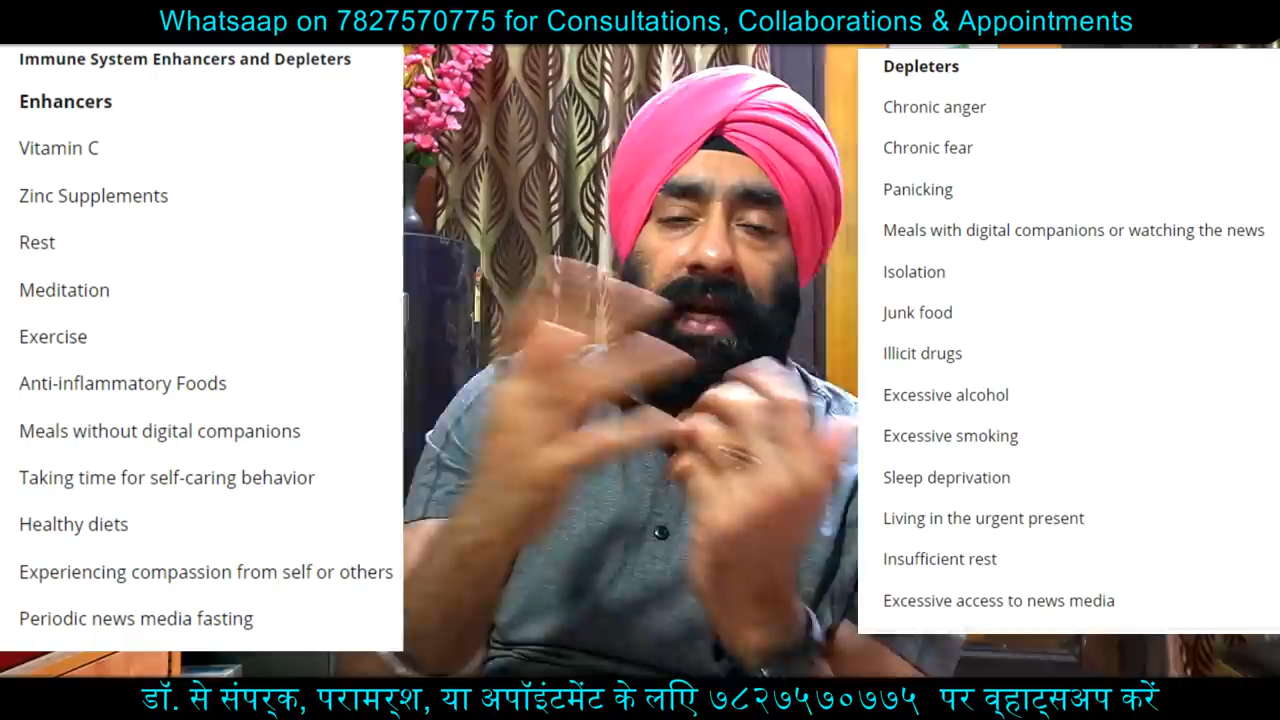 Whatsaap on 7827570775 for Consultations, Collaborations & Appointments
Immune System Enhancers and Depleters
Enhancers
Vitamin C
Zinc Supplements
Rest
Meditation
Exercise
Anti-inflammatory Foods
Meals without digital companions
Taking time for self-caring behavior
Healthy diets
Experiencing compassion from self or others
Periodic news media fasting
Depleters
Chronic anger
Chronic fear
Panicking
Meals with digital companions or watching the news
Isolation
Junk food
Illicit drugs
Excessive alcohol
Excessive smoking
Sleep deprivation
Living in the urgent present
Insufficient rest
Excessive access to news media
डॉ. से संपर्क, परामर्श, या अपॉइंटमेंट के लिए ७८२७५७०७७५ पर व्हाट्सअप करें